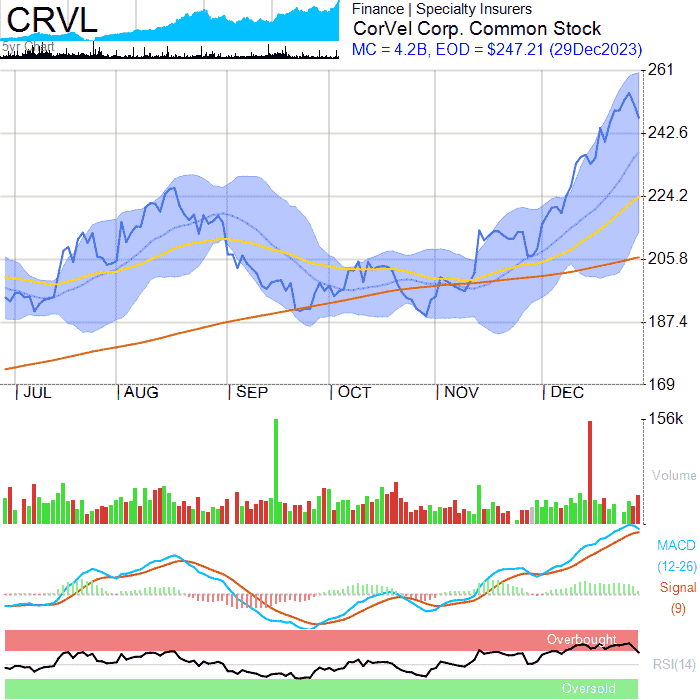 CRVL
5yr Chart
Finance | Specialty Insurers
CorVel Corp. Common Stock
MC = 4.2B, EOD = $247.21 (29Dec2023)
261
242.6
224.2
205.8
187.4
169
JUL AUG SEP OCT NOV DEC
156k
Volume
MACD
(12-26)
Signal
(9)
Overbought
RSI(14)
Oversold